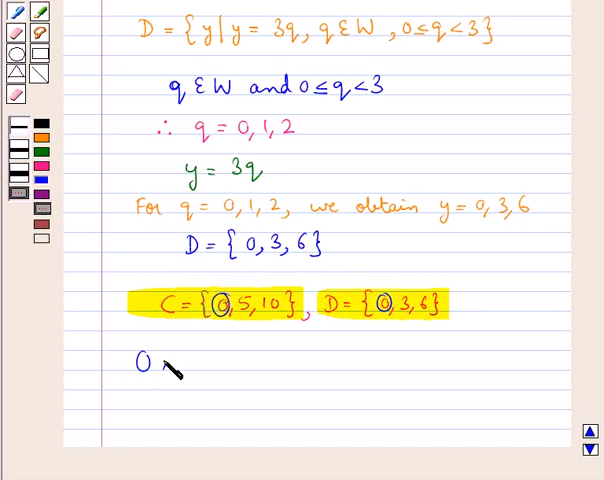 D = { y | y = 3q, q ε W , 0 ≤ q < 3 }
q ε W and 0 ≤ q < 3
∴ q = 0, 1, 2
y = 3q
For q = 0, 1, 2, we obtain y = 0, 3, 6
D = { 0, 3, 6 }
C = { 0, 5, 10 } , D = { 0, 3, 6 }
0